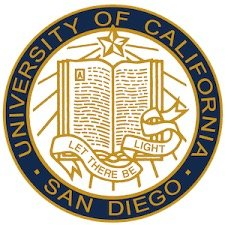 UNIVERSITY OF CALIFORNIA
A
LET THERE BE
LIGHT
· SAN DIEGO ·